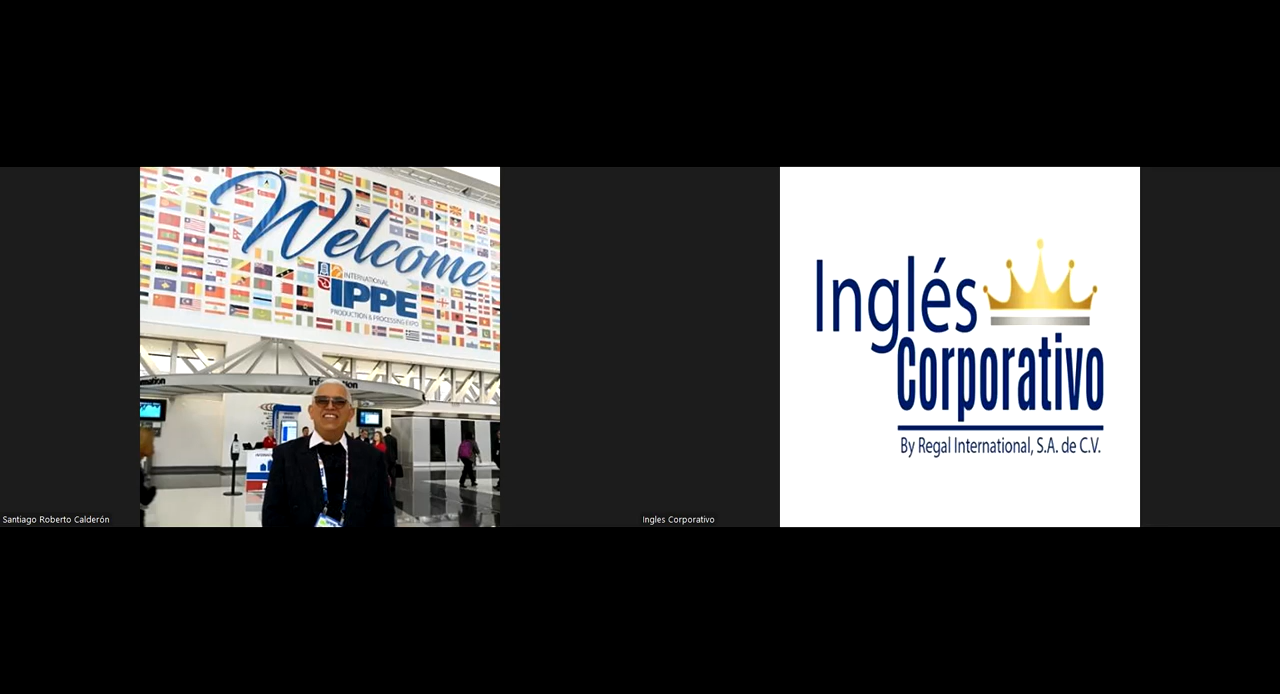 Welcome
INTERNATIONAL
IPPE
PRODUCTION & PROCESSING EXPO
Information
Santiago Roberto Calderón
Inglés
Corporativo
By Regal International, S.A. de C.V.
Ingles Corporativo